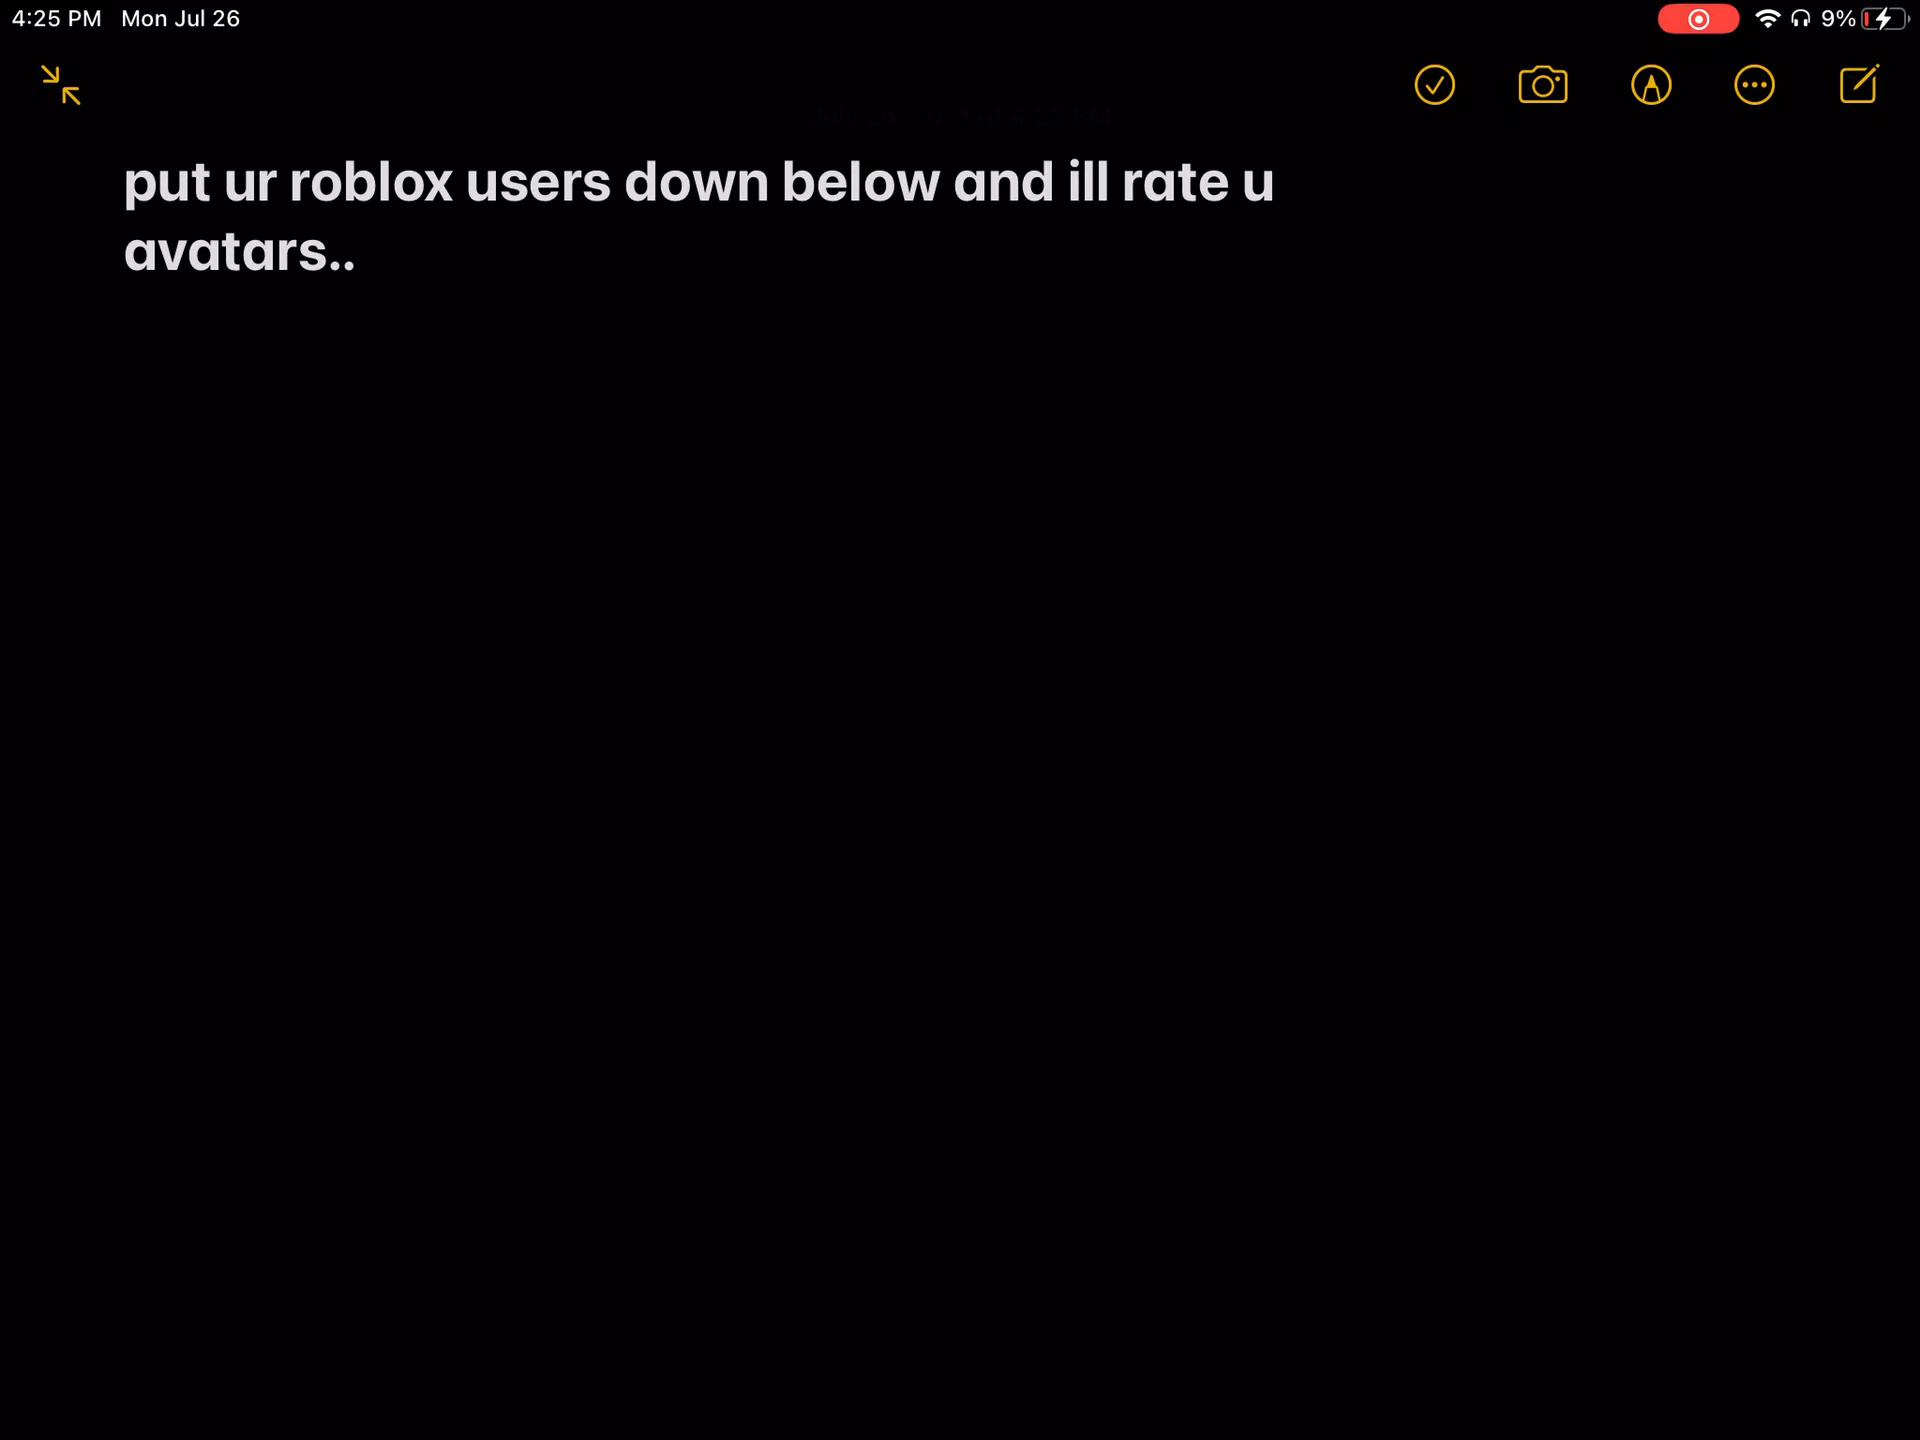 4:25 PM Mon Jul 26
9%
put ur roblox users down below and ill rate u
avatars..